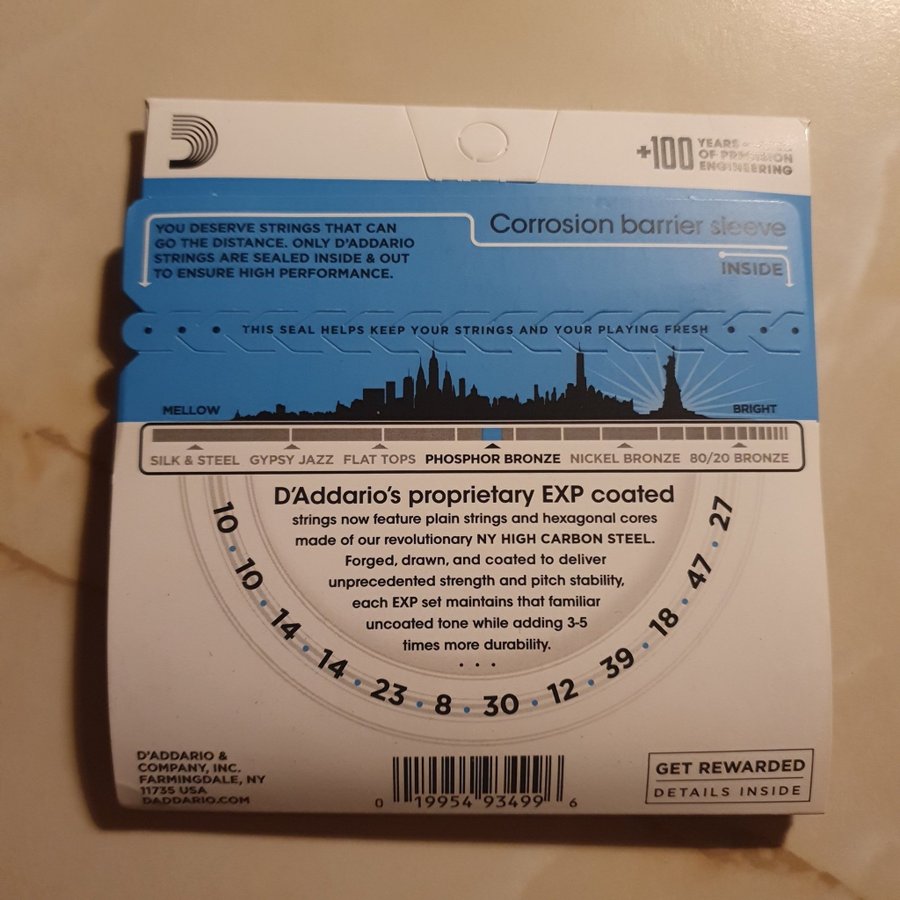 +100 YEARS
OF PRECISION
ENGINEERING
Corrosion barrier sleeve
INSIDE
YOU DESERVE STRINGS THAT CAN
GO THE DISTANCE. ONLY D'ADDARIO
STRINGS ARE SEALED INSIDE & OUT
TO ENSURE HIGH PERFORMANCE.
THIS SEAL HELPS KEEP YOUR STRINGS AND YOUR PLAYING FRESH
MELLOW BRIGHT
SILK & STEEL GYPSY JAZZ FLAT TOPS PHOSPHOR BRONZE NICKEL BRONZE 80/20 BRONZE
D'Addario's proprietary EXP coated
strings now feature plain strings and hexagonal cores
made of our revolutionary NY HIGH CARBON STEEL.
Forged, drawn, and coated to deliver
unprecedented strength and pitch stability,
each EXP set maintains that familiar
uncoated tone while adding 3-5
times more durability.
• • •
10 • 10 • 14 • 14 • 23 • 8 • 30 • 12 • 39 • 18 • 47 • 27
D'ADDARIO &
COMPANY, INC.
FARMINGDALE, NY
11735 USA
DADDARIO.COM
0 19954 93499 6
GET REWARDED
DETAILS INSIDE